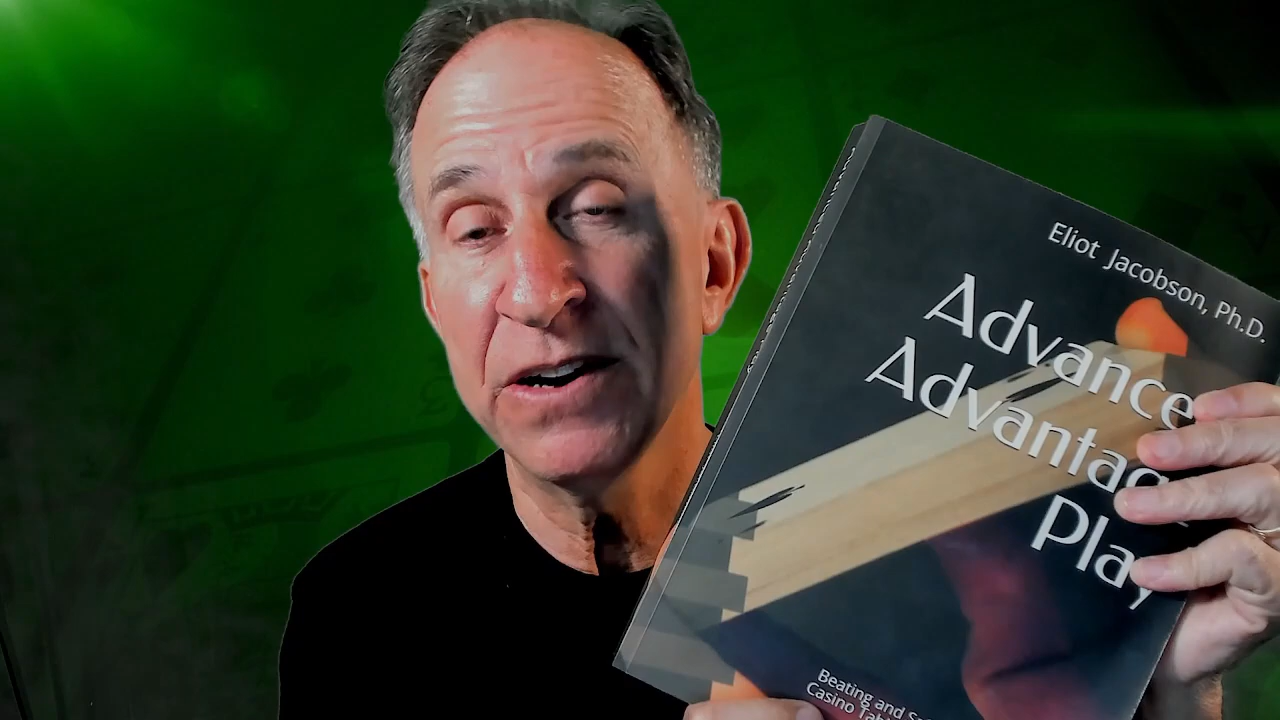 Eliot Jacobson, Ph.D.
Advance
Advantag
Play
Beating and
Casino